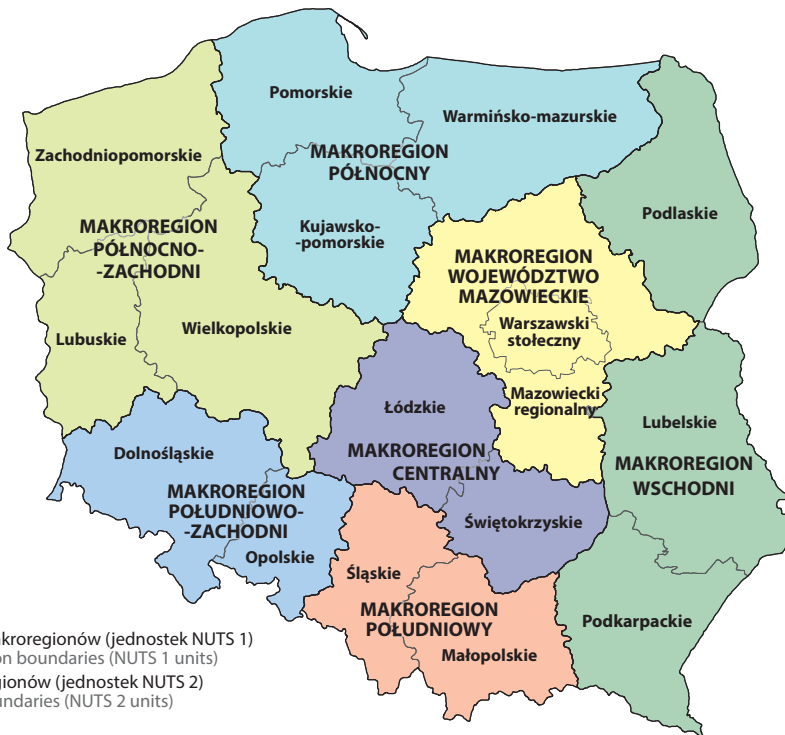 Pomorskie
Warmińsko-mazurskie
Zachodniopomorskie
MAKROREGION
PÓŁNOCNY
Podlaskie
MAKROREGION
PÓŁNOCNO-
-ZACHODNI
Kujawsko-
-pomorskie
MAKROREGION
WOJEWÓDZTWO
MAZOWIECKIE
Warszawski
stołeczny
Lubuskie
Wielkopolskie
Mazowiecki
regionalny
Łódzkie
Lubelskie
Dolnośląskie
MAKROREGION
CENTRALNY
MAKROREGION
WSCHODNI
MAKROREGION
POŁUDNIOWO-
-ZACHODNI
Świętokrzyskie
Opolskie
Śląskie
MAKROREGION
POŁUDNIOWY
Podkarpackie
Małopolskie
kroregionów (jednostek NUTS 1)
on boundaries (NUTS 1 units)
gionów (jednostek NUTS 2)
undaries (NUTS 2 units)